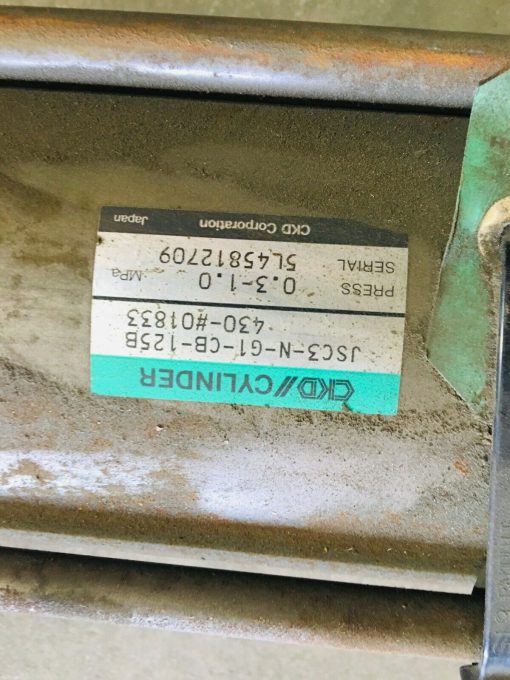 CKD//CYLINDER
JSC3-N-G1-CB-125B
430-#01833
PRESS 0.3-1.0 MPa
SERIAL 5L45812709
CKD Corporation Japan